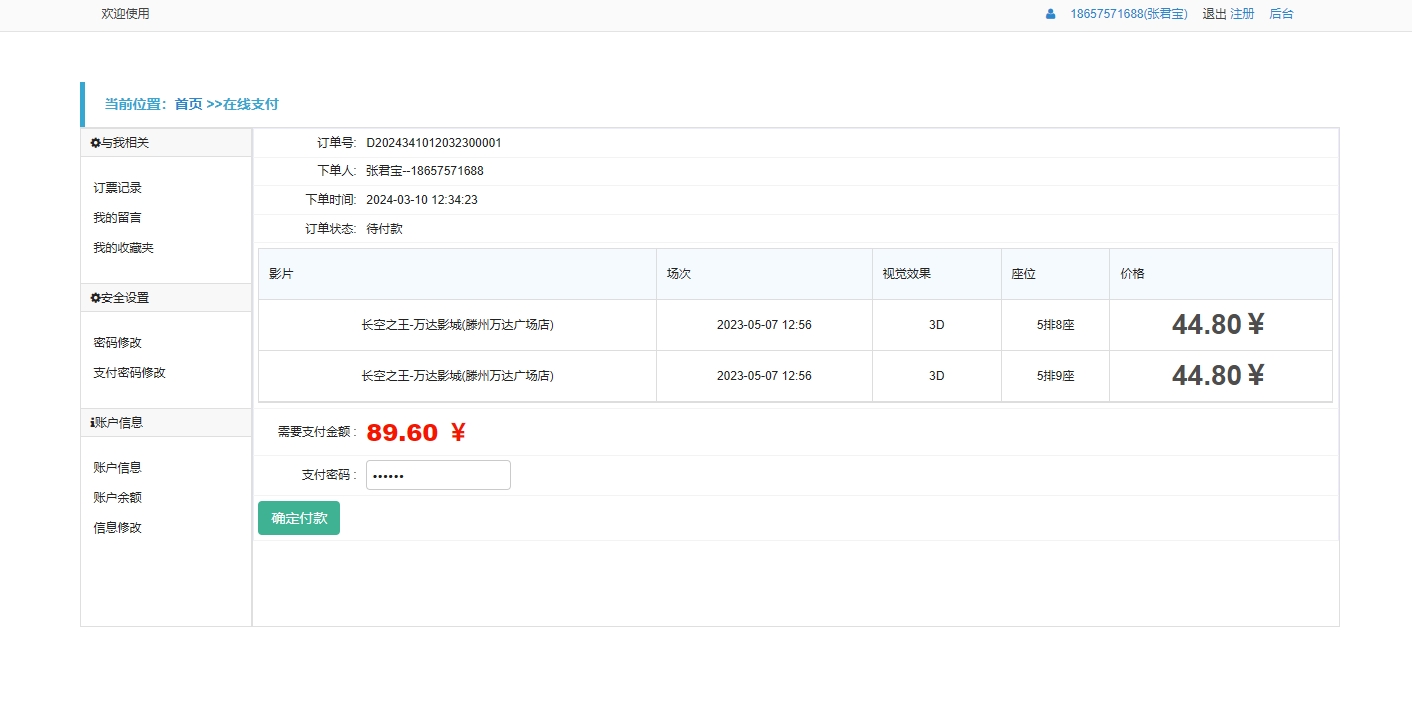 欢迎使用
18657571688(张君宝) 退出 注册 后台
当前位置：首页 >>在线支付
与我相关
订票记录
我的留言
我的收藏夹
安全设置
密码修改
支付密码修改
账户信息
账户信息
账户余额
信息修改
订单号: D2024341012032300001
下单人: 张君宝--18657571688
下单时间: 2024-03-10 12:34:23
订单状态: 待付款
影片 场次 视觉效果 座位 价格
长空之王-万达影城(滕州万达广场店) 2023-05-07 12:56 3D 5排8座 44.80￥
长空之王-万达影城(滕州万达广场店) 2023-05-07 12:56 3D 5排9座 44.80￥
需要支付金额 : 89.60 ￥
支付密码 : ••••••
确定付款